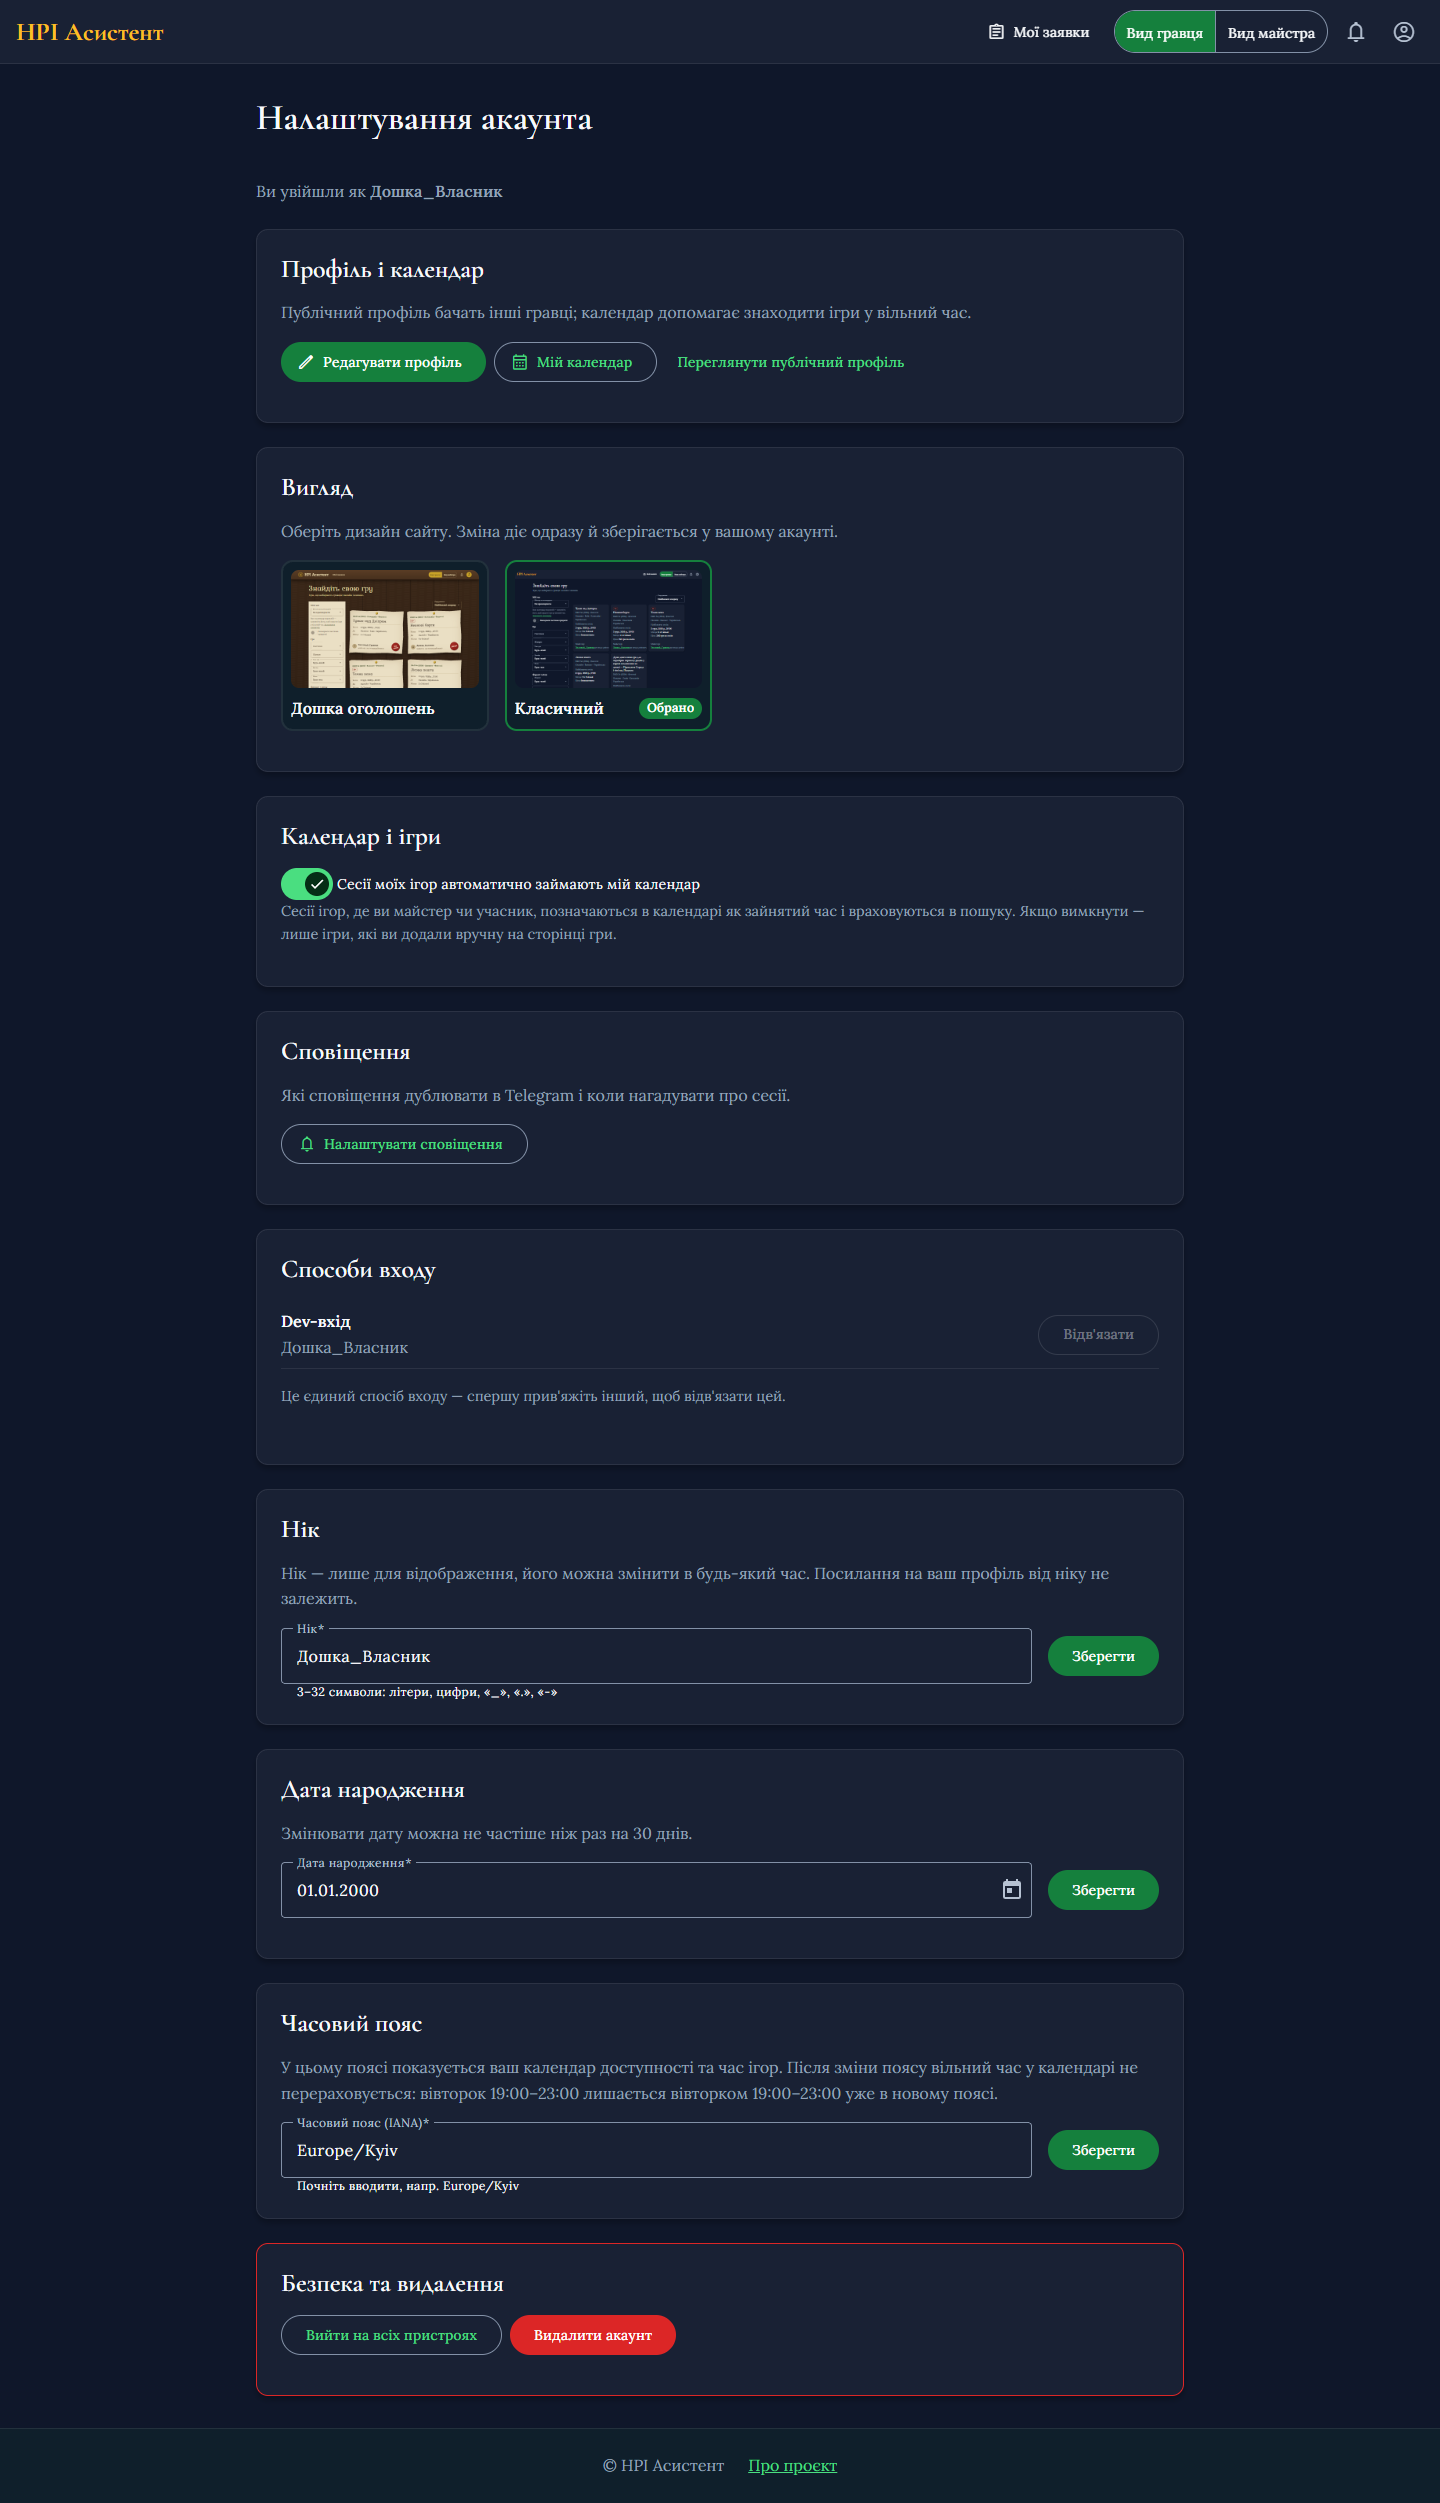 НРІ Асистент
Мої заявки
Вид гравця
Вид майстра
Налаштування акаунта
Ви увійшли як Дошка_Власник
Профіль і календар
Публічний профіль бачать інші гравці; календар допомагає знаходити ігри у вільний час.
Редагувати профіль
Мій календар
Переглянути публічний профіль
Вигляд
Оберіть дизайн сайту. Зміна діє одразу й зберігається у вашому акаунті.
НРІ Асистент
Знайдіть свою гру
НРІ Асистент
Знайдіть свою гру
Дошка оголошень
Класичний
Обрано
Календар і ігри
Сесії моїх ігор автоматично займають мій календар
Сесії ігор, де ви майстер чи учасник, позначаються в календарі як зайнятий час і враховуються в пошуку. Якщо вимкнути —
лише ігри, які ви додали вручну на сторінці гри.
Сповіщення
Які сповіщення дублювати в Telegram і коли нагадувати про сесії.
Налаштувати сповіщення
Способи входу
Dev-вхід
Дошка_Власник
Відв'язати
Це єдиний спосіб входу — спершу прив'яжіть інший, щоб відв'язати цей.
Нік
Нік — лише для відображення, його можна змінити в будь-який час. Посилання на ваш профіль від ніку не
залежить.
Нік*
Дошка_Власник
Зберегти
3–32 символи: літери, цифри, «_», «.», «-»
Дата народження
Змінювати дату можна не частіше ніж раз на 30 днів.
Дата народження*
01.01.2000
Зберегти
Часовий пояс
У цьому поясі показується ваш календар доступності та час ігор. Після зміни поясу вільний час у календарі не
перераховується: вівторок 19:00–23:00 лишається вівторком 19:00–23:00 уже в новому поясі.
Часовий пояс (IANA)*
Europe/Kyiv
Зберегти
Почніть вводити, напр. Europe/Kyiv
Безпека та видалення
Вийти на всіх пристроях
Видалити акаунт
© НРІ Асистент
Про проєкт